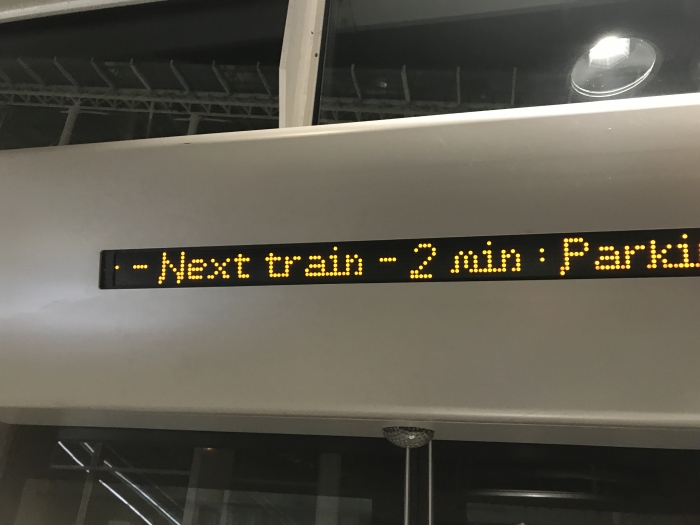 - Next train - 2 min : Parki